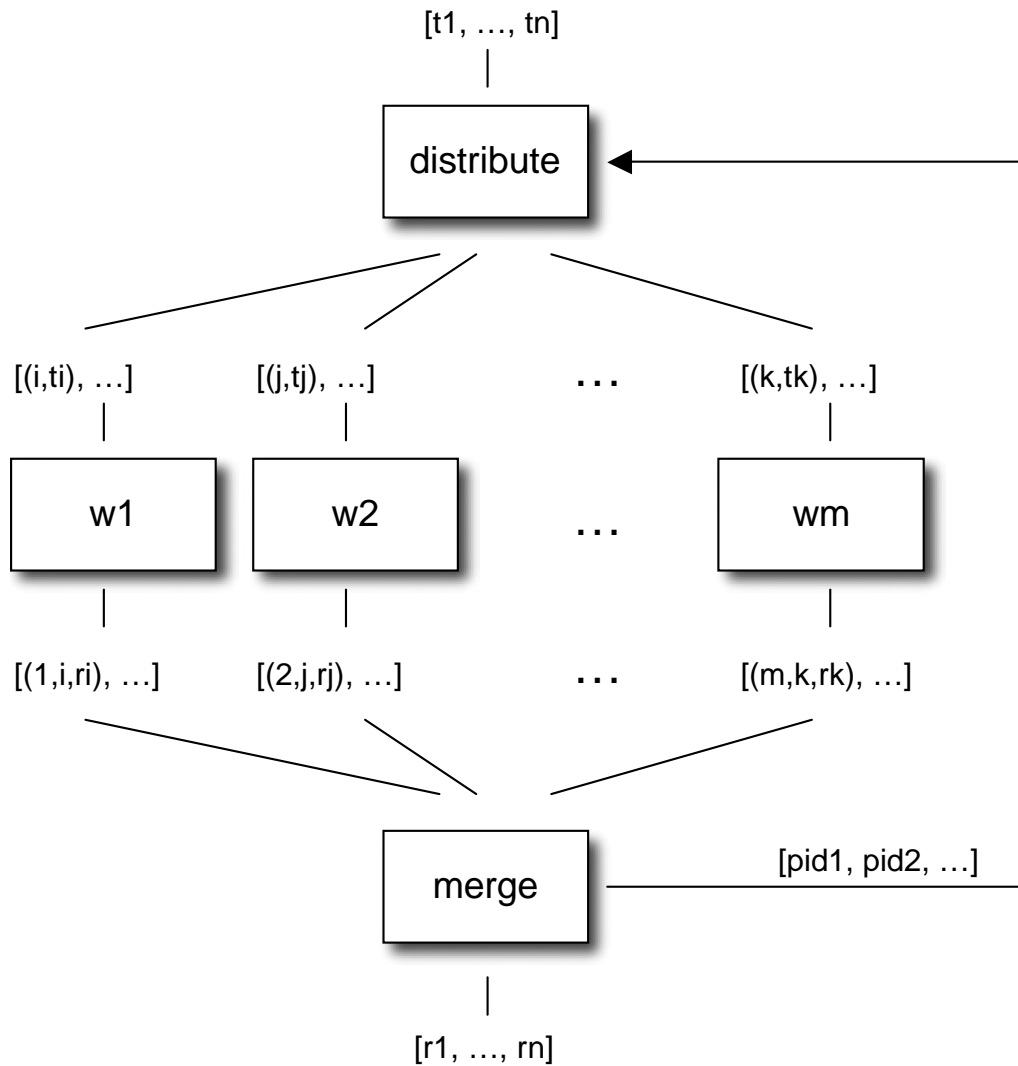 [t1, …, tn]
distribute
[(i,ti), …] [(j,tj), …] … [(k,tk), …]
w1 w2 … wm
[(1,i,ri), …] [(2,j,rj), …] … [(m,k,rk), …]
[pid1, pid2, …]
merge
[r1, …, rn]